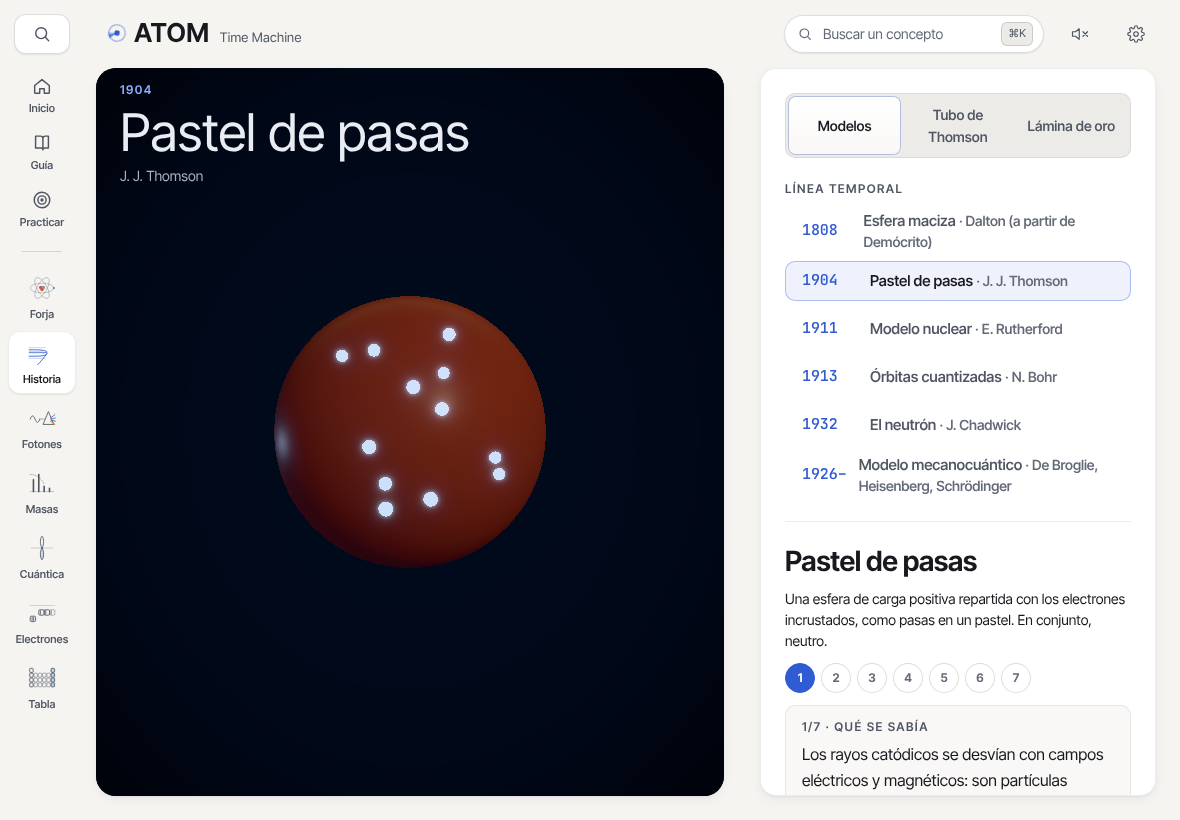 ATOM Time Machine
Buscar un concepto ⌘K
Inicio
Guía
Practicar
Forja
Historia
Fotones
Masas
Cuántica
Electrones
Tabla
1904
Pastel de pasas
J. J. Thomson
Modelos
Tubo de
Thomson
Lámina de oro
LÍNEA TEMPORAL
1808 Esfera maciza · Dalton (a partir de
Demócrito)
1904 Pastel de pasas · J. J. Thomson
1911 Modelo nuclear · E. Rutherford
1913 Órbitas cuantizadas · N. Bohr
1932 El neutrón · J. Chadwick
1926– Modelo mecanocuántico · De Broglie,
Heisenberg, Schrödinger
Pastel de pasas
Una esfera de carga positiva repartida con los electrones
incrustados, como pasas en un pastel. En conjunto,
neutro.
1 2 3 4 5 6 7
1/7 · QUÉ SE SABÍA
Los rayos catódicos se desvían con campos
eléctricos y magnéticos: son partículas